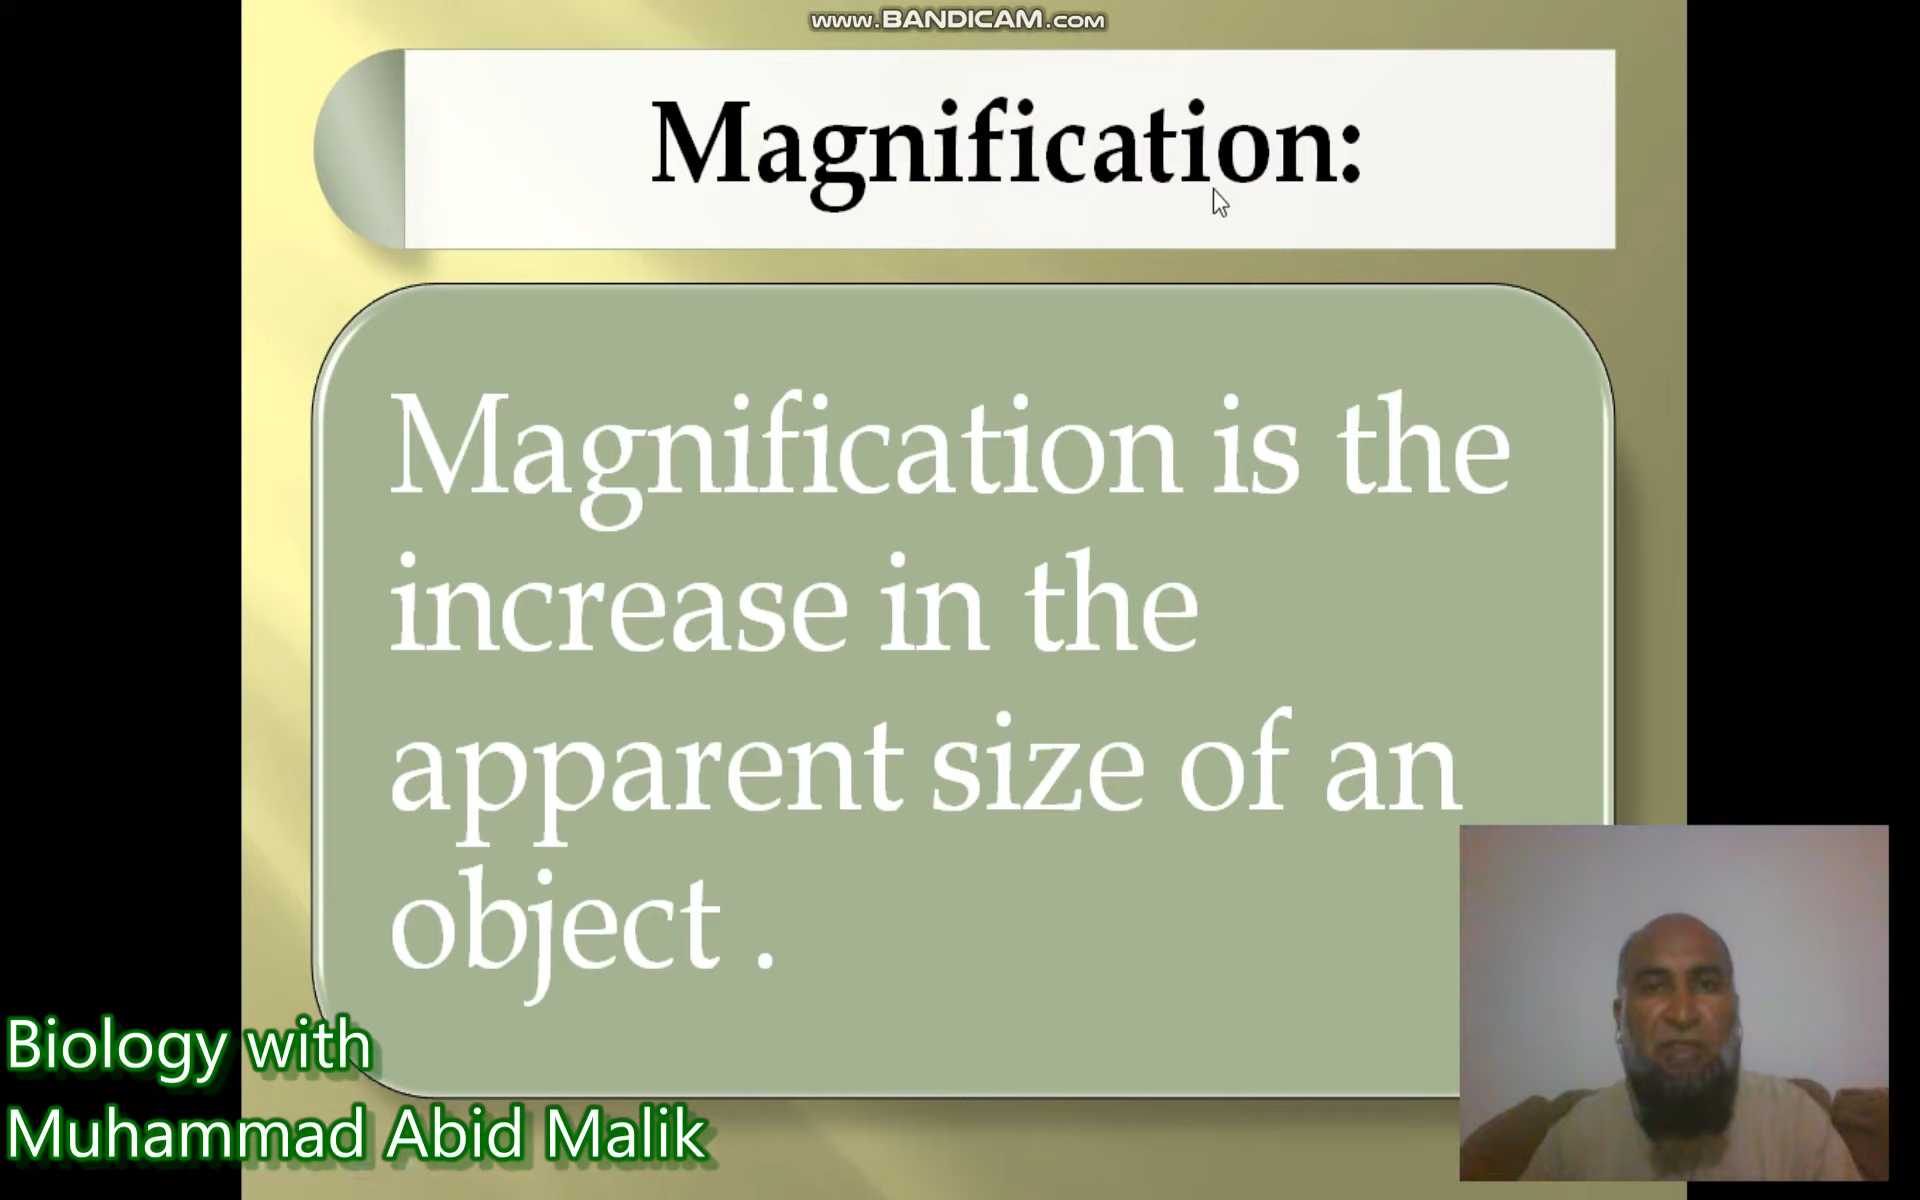 www.BANDICAM.com
Magnification:
Magnification is the
increase in the
apparent size of an
object .
Biology with
Muhammad Abid Malik